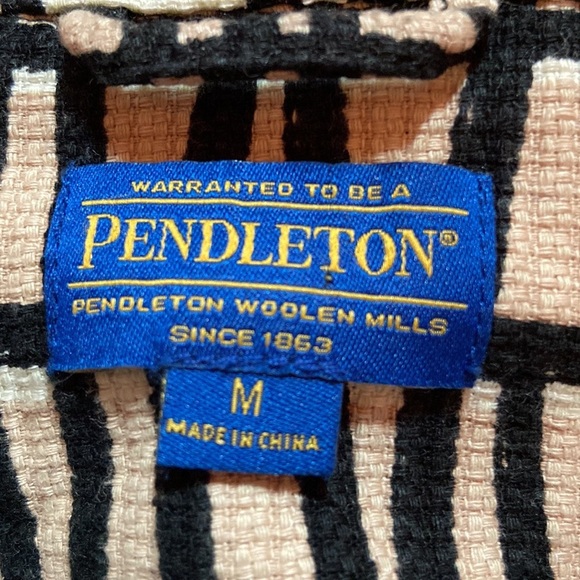 WARRANTED TO BE A
PENDLETON®
PENDLETON WOOLEN MILLS
SINCE 1863
M
MADE IN CHINA